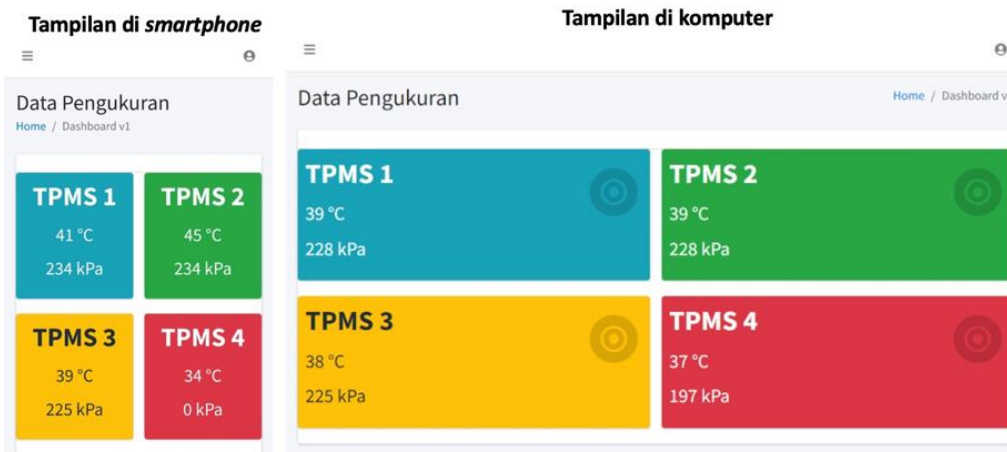 Tampilan di smartphone
Data Pengukuran
Home / Dashboard v1
TPMS 1
41 °C
234 kPa
TPMS 2
45 °C
234 kPa
TPMS 3
39 °C
225 kPa
TPMS 4
34 °C
0 kPa
Tampilan di komputer
Data Pengukuran
Home / Dashboard v
TPMS 1
39 °C
228 kPa
TPMS 2
39 °C
228 kPa
TPMS 3
38 °C
225 kPa
TPMS 4
37 °C
197 kPa